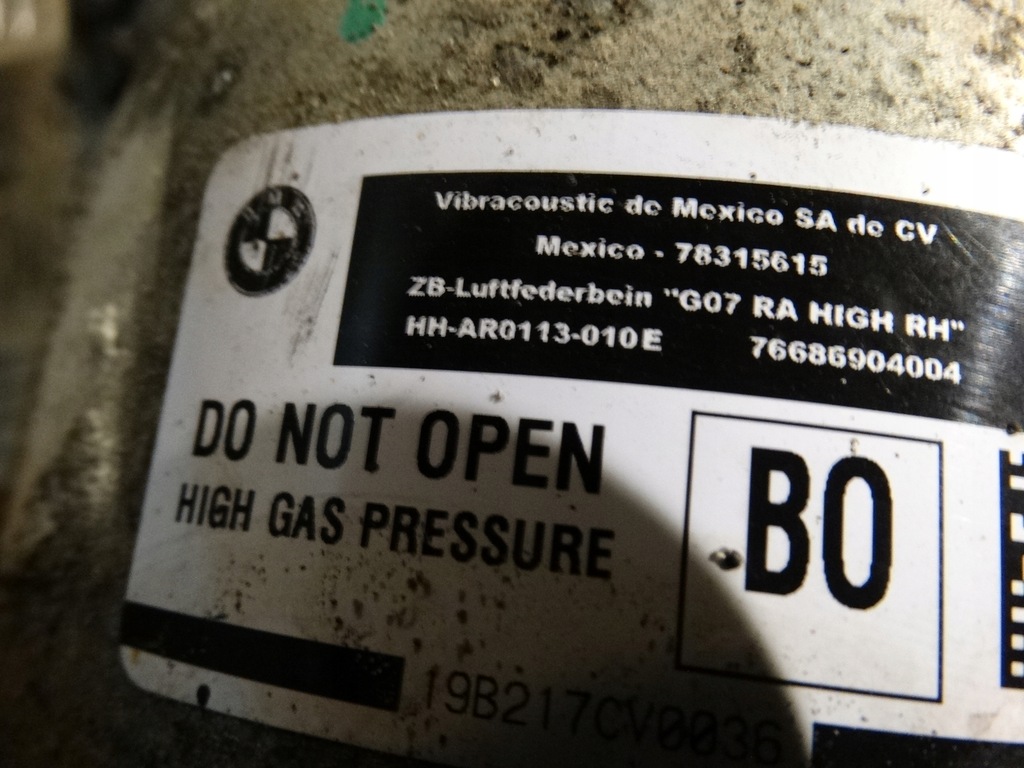 BMW
Vibracoustic de Mexico SA de CV
Mexico - 78315615
ZB-Luftfederbein "G07 RA HIGH RH"
HH-AR0113-010E 76686904004
DO NOT OPEN
HIGH GAS PRESSURE
BO
19B217CV0036